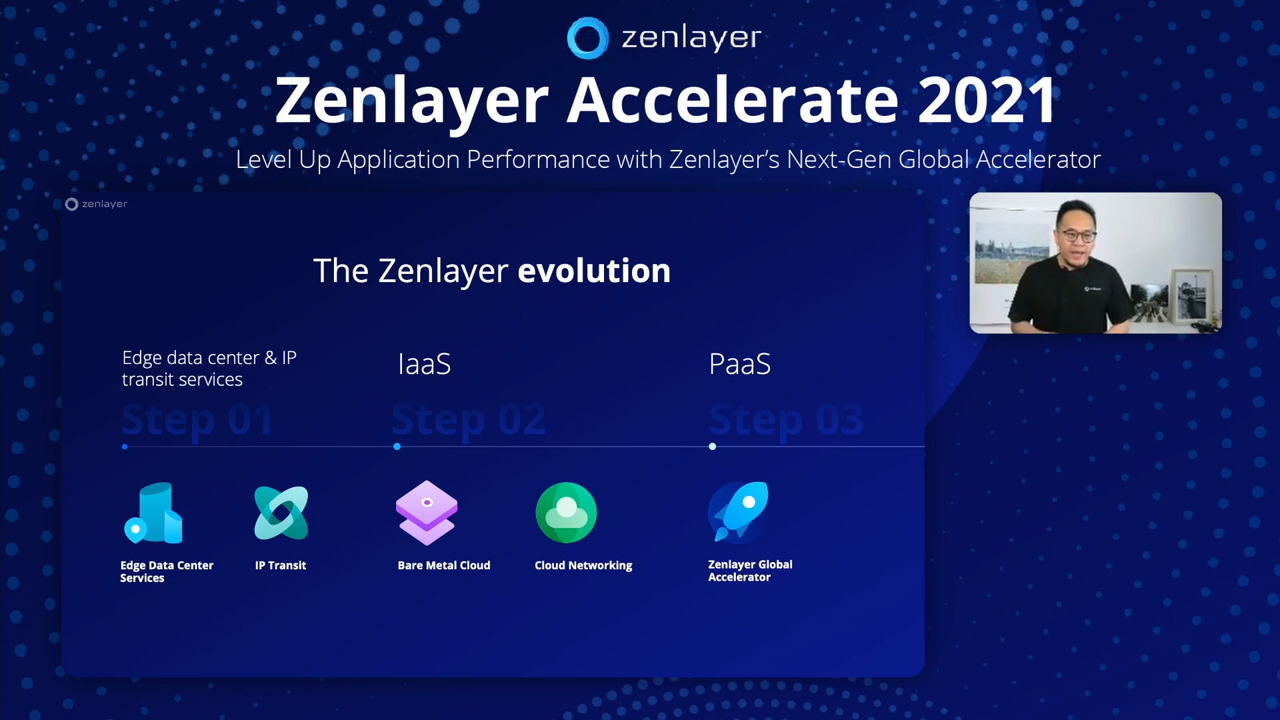 zenlayer
Zenlayer Accelerate 2021
Level Up Application Performance with Zenlayer’s Next-Gen Global Accelerator
zenlayer
The Zenlayer evolution
Edge data center & IP
transit services
IaaS
PaaS
Step 01
Step 02
Step 03
Edge Data Center
Services
IP Transit
Bare Metal Cloud
Cloud Networking
Zenlayer Global
Accelerator
zenlayer